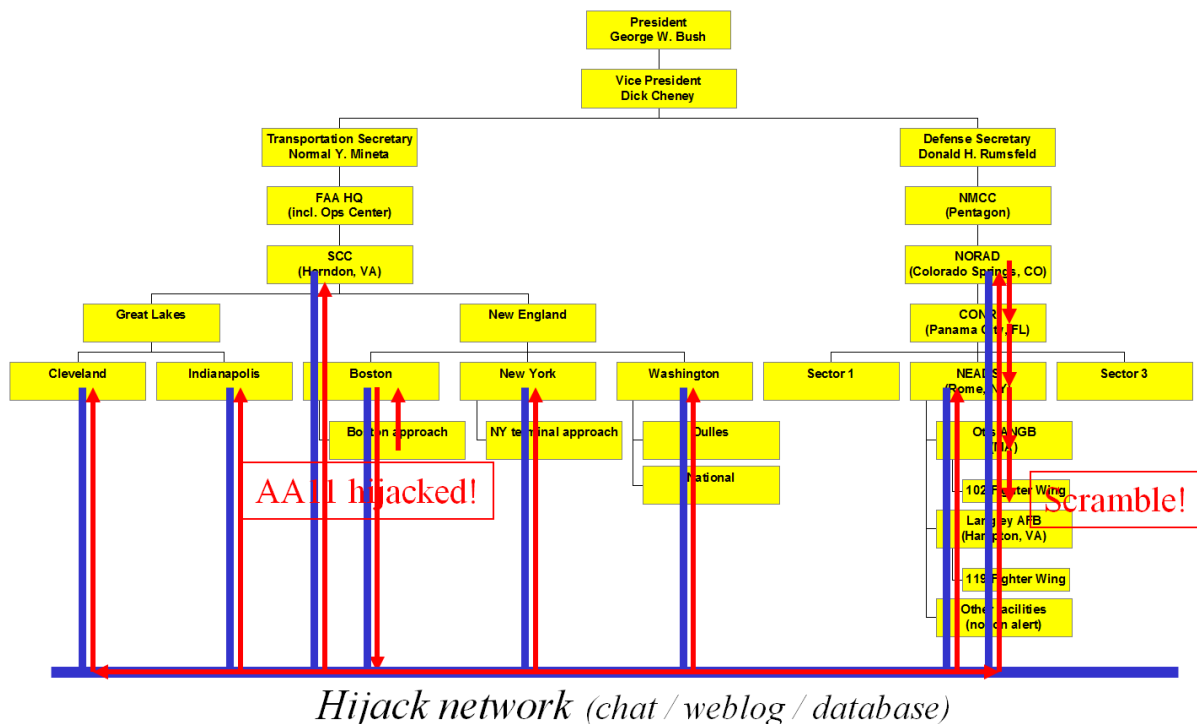 President
George W. Bush
Vice President
Dick Cheney
Transportation Secretary
Normal Y. Mineta
Defense Secretary
Donald H. Rumsfeld
FAA HQ
(incl. Ops Center)
NMCC
(Pentagon)
SCC
(Herndon, VA)
NORAD
(Colorado Springs, CO)
Great Lakes
New England
CONR
(Panama City, FL)
Cleveland
Indianapolis
Boston
New York
Washington
Sector 1
NEADS
(Rome, NY)
Sector 3
Boston approach
NY terminal approach
Dulles
Otis ANGB
(MA)
National
AA11 hijacked!
102 Fighter Wing
Scramble!
Langley AFB
(Hampton, VA)
119 Fighter Wing
Other facilities
(not on alert)
Hijack network (chat / weblog / database)